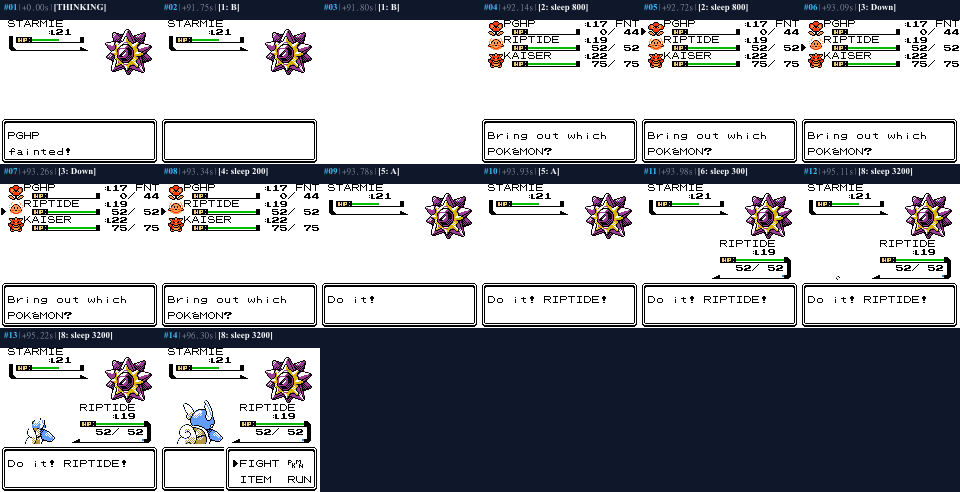 #01 | +0.00s | [THINKING]
STARMIE
:L21
HP:
PGHP
fainted!
#02 | +91.75s | [1: B]
STARMIE
:L21
HP:
#03 | +91.80s | [1: B]
#04 | +92.14s | [2: sleep 800]
PGHP :L17 FNT
HP: 0/ 44
RIPTIDE :L19
HP: 52/ 52
KAISER :L22
HP: 75/ 75
Bring out which
POKéMON?
#05 | +92.72s | [2: sleep 800]
PGHP :L17 FNT
HP: 0/ 44
RIPTIDE :L19
HP: 52/ 52
KAISER :L22
HP: 75/ 75
Bring out which
POKéMON?
#06 | +93.09s | [3: Down]
PGHP :L17 FNT
HP: 0/ 44
RIPTIDE :L19
HP: 52/ 52
KAISER :L22
HP: 75/ 75
Bring out which
POKéMON?
#07 | +93.26s | [3: Down]
PGHP :L17 FNT
HP: 0/ 44
RIPTIDE :L19
HP: 52/ 52
KAISER :L22
HP: 75/ 75
Bring out which
POKéMON?
#08 | +93.34s | [4: sleep 200]
PGHP :L17 FNT
HP: 0/ 44
RIPTIDE :L19
HP: 52/ 52
KAISER :L22
HP: 75/ 75
Bring out which
POKéMON?
#09 | +93.78s | [5: A]
STARMIE
:L21
HP:
Do it!
#10 | +93.93s | [5: A]
STARMIE
:L21
HP:
Do it! RIPTIDE!
#11 | +93.98s | [6: sleep 300]
STARMIE
:L21
HP:
RIPTIDE
:L19
HP:
52/ 52
Do it! RIPTIDE!
#12 | +95.11s | [8: sleep 3200]
STARMIE
:L21
HP:
RIPTIDE
:L19
HP:
52/ 52
Do it! RIPTIDE!
#13 | +95.22s | [8: sleep 3200]
STARMIE
:L21
HP:
RIPTIDE
:L19
HP:
52/ 52
Do it! RIPTIDE!
#14 | +96.30s | [8: sleep 3200]
STARMIE
:L21
HP:
RIPTIDE
:L19
HP:
52/ 52
FIGHT PKMN
ITEM RUN